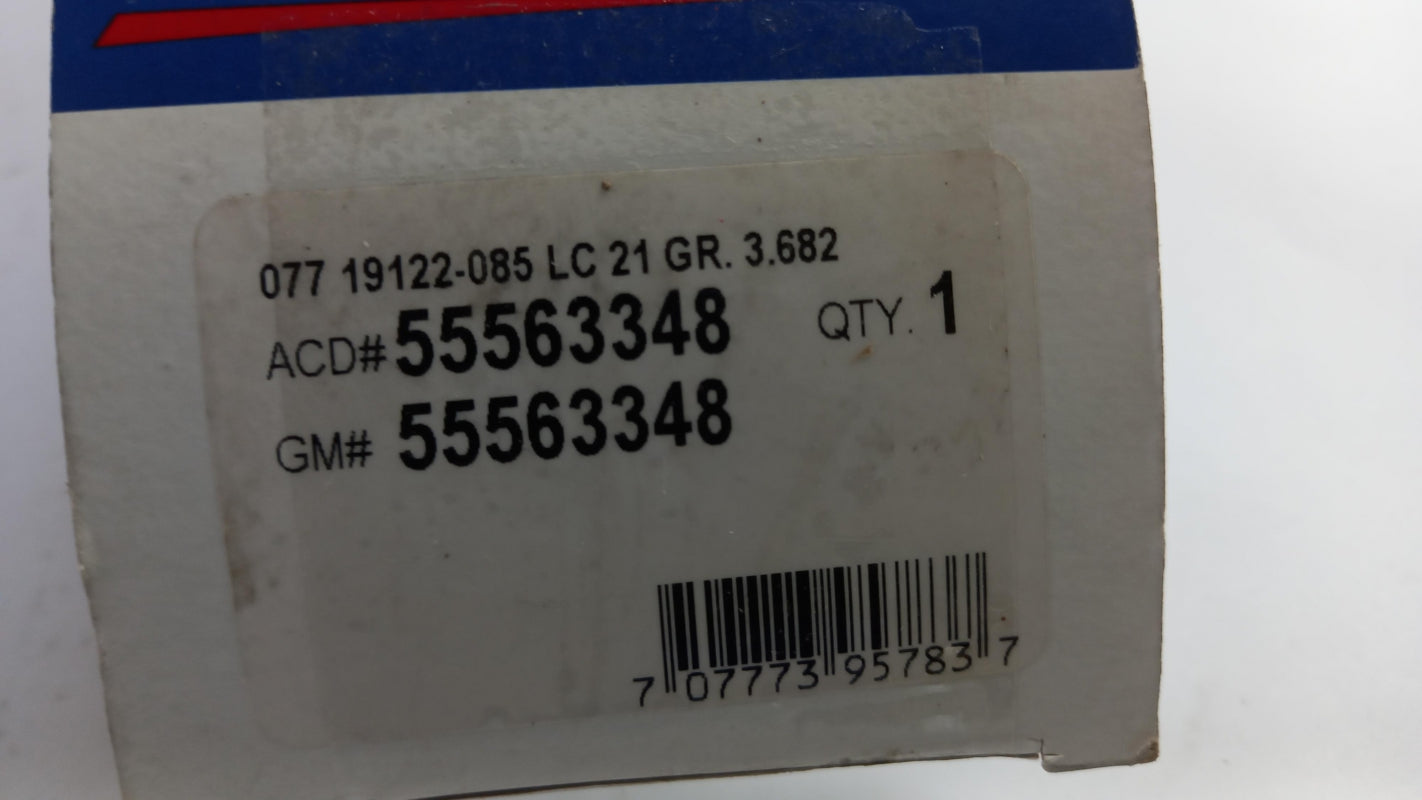 077 19122-085 LC 21 GR. 3.682
ACD# 55563348 QTY. 1
GM# 55563348
7 07773 95783 7